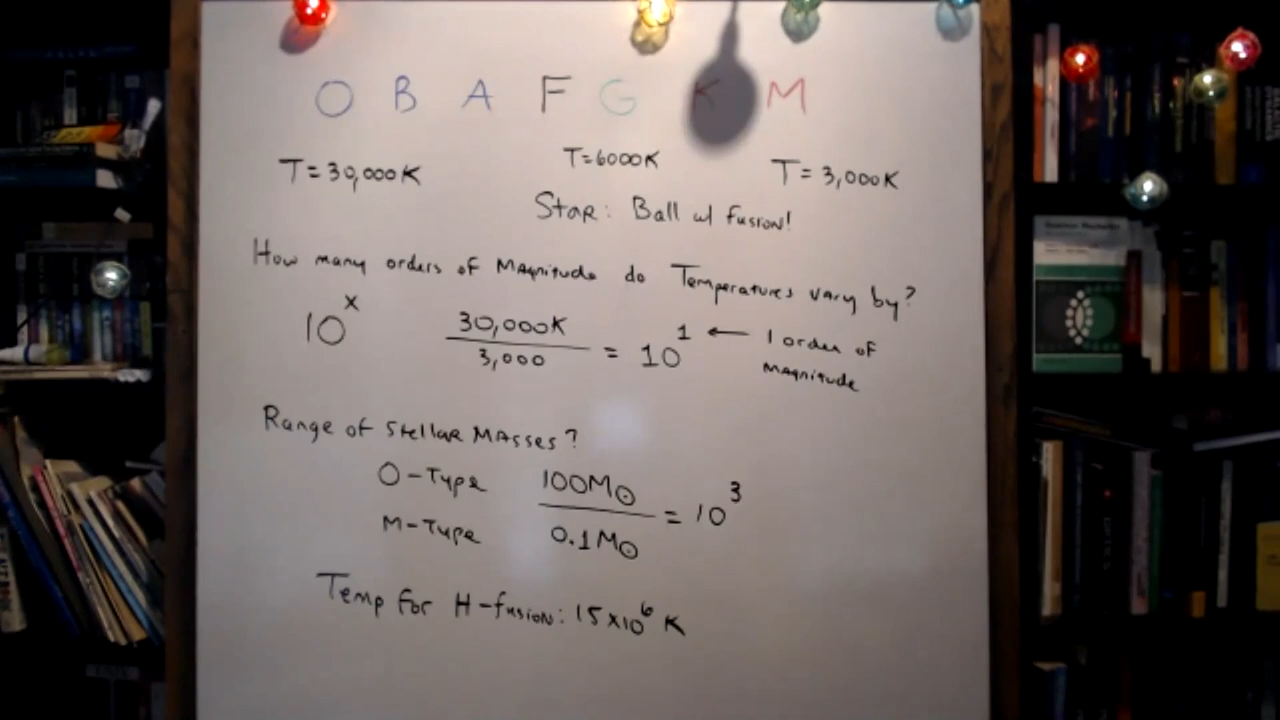 O B A F G K M
T=30,000K T=6000K T=3,000K
Star: Ball w/ fusion!
How many orders of Magnitude do Temperatures vary by?
10^x 30,000K / 3,000 = 10^1 ← 1 order of
Magnitude
Range of Stellar Masses?
O-Type 100M⊙
M-Type 0.1M⊙ = 10^3
Temp for H-fusion: 15x10^6 K